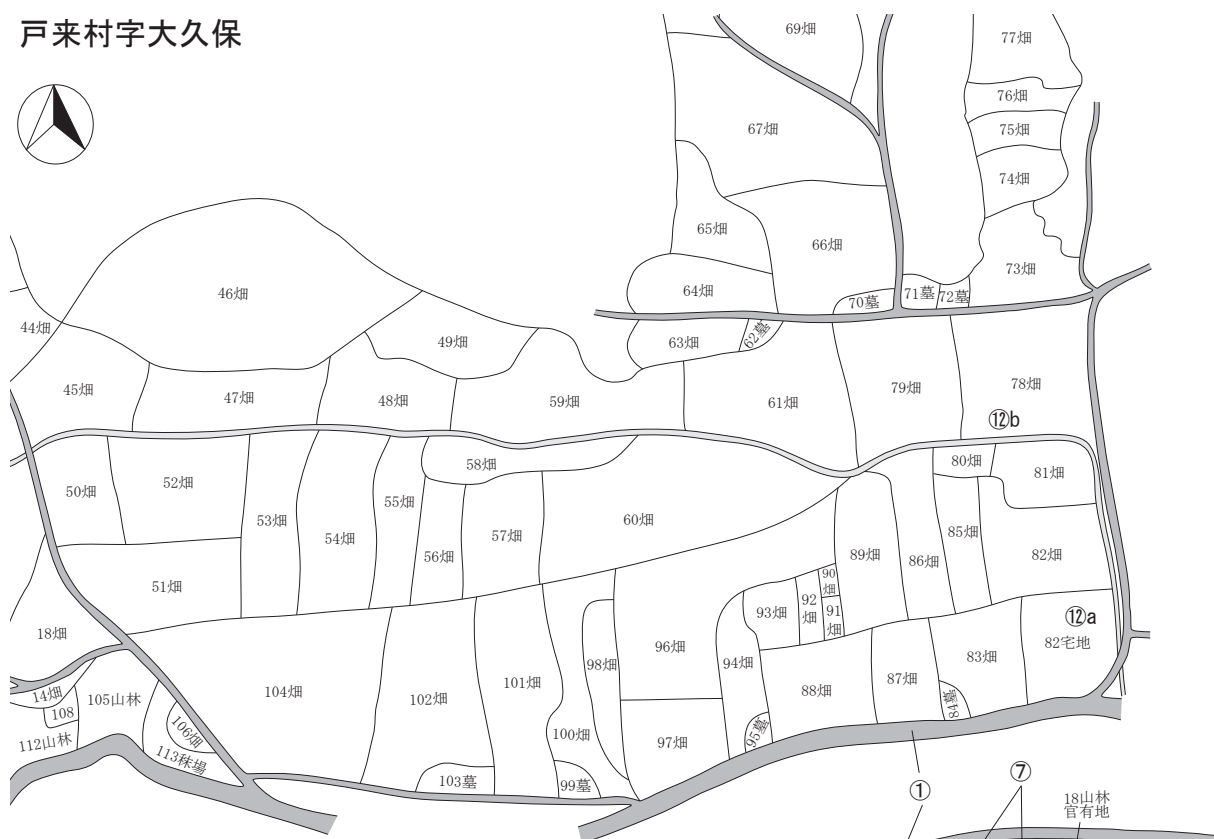 戸来村字大久保
69畑
77畑
76畑
67畑
75畑
74畑
65畑
66畑
73畑
46畑
64畑
70墓
71墓
72墓
44畑
49畑
63畑
62墓
45畑
47畑
48畑
59畑
61畑
79畑
78畑
⑫b
58畑
80畑
81畑
50畑
52畑
53畑
54畑
55畑
56畑
57畑
60畑
85畑
89畑
86畑
82畑
51畑
90
畑
92
畑
91
畑
93畑
⑫a
82宅地
18畑
96畑
94畑
83畑
98畑
101畑
87畑
88畑
104畑
102畑
14畑
105山林
108
84墓
106畑
95墓
100畑
97畑
112山林
113秣場
103墓
99墓
①
⑦
18山林
官有地